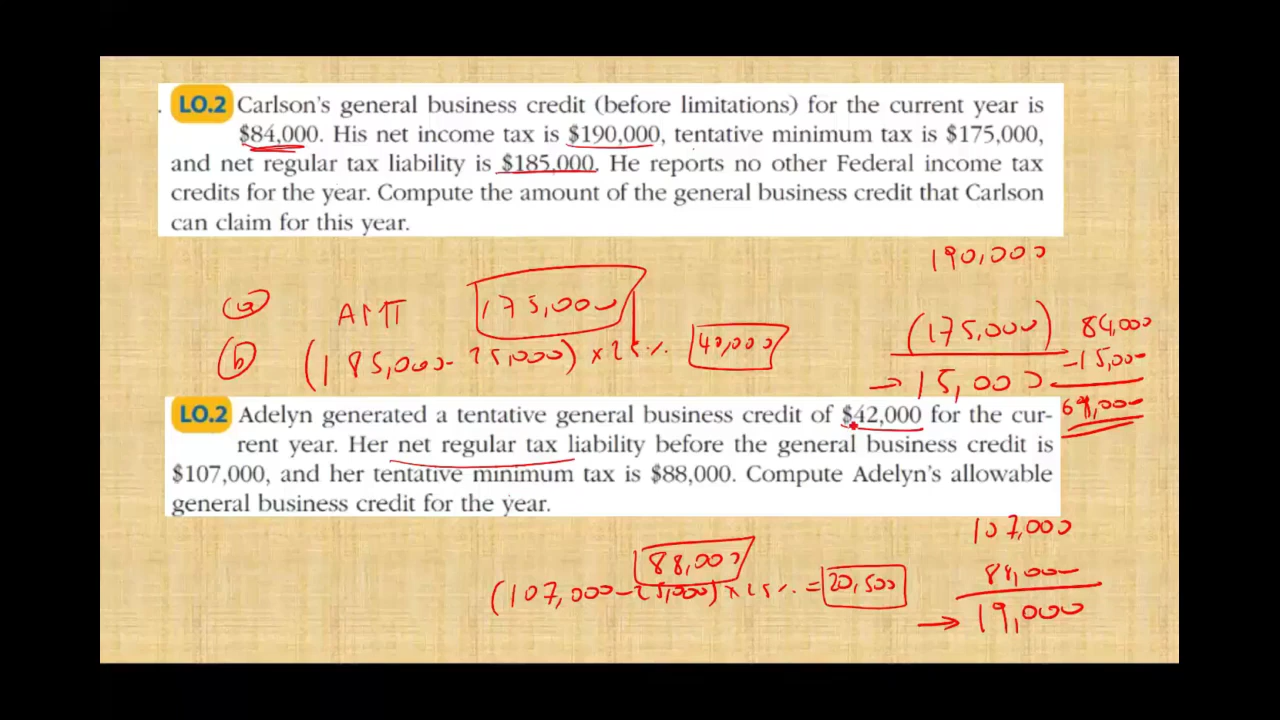 . LO.2 Carlson's general business credit (before limitations) for the current year is
$84,000. His net income tax is $190,000, tentative minimum tax is $175,000,
and net regular tax liability is $185,000. He reports no other Federal income tax
credits for the year. Compute the amount of the general business credit that Carlson
can claim for this year.
190,000
(a) AMT 175,000
(175,000) 84,000
(b) (185,000 - 25,000) × 25% 40,000
-15,000
→ 15,000
69,000
LO.2 Adelyn generated a tentative general business credit of $42,000 for the cur-
rent year. Her net regular tax liability before the general business credit is
$107,000, and her tentative minimum tax is $88,000. Compute Adelyn's allowable
general business credit for the year.
107,000
88,000
88,000
(107,000 - 25,000) × 25% = 20,500
→ 19,000